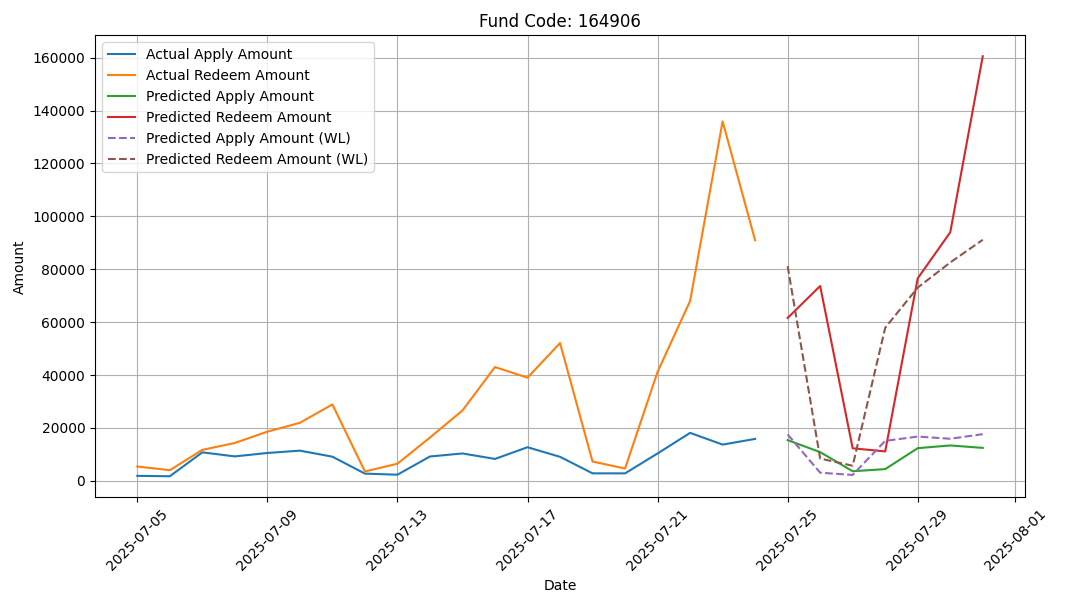 Fund Code: 164906
Actual Apply Amount
Actual Redeem Amount
Predicted Apply Amount
Predicted Redeem Amount
Predicted Apply Amount (WL)
Predicted Redeem Amount (WL)
160000
140000
120000
100000
80000
60000
40000
20000
0
Amount
2025-07-05
2025-07-09
2025-07-13
2025-07-17
2025-07-21
2025-07-25
2025-07-29
2025-08-01
Date